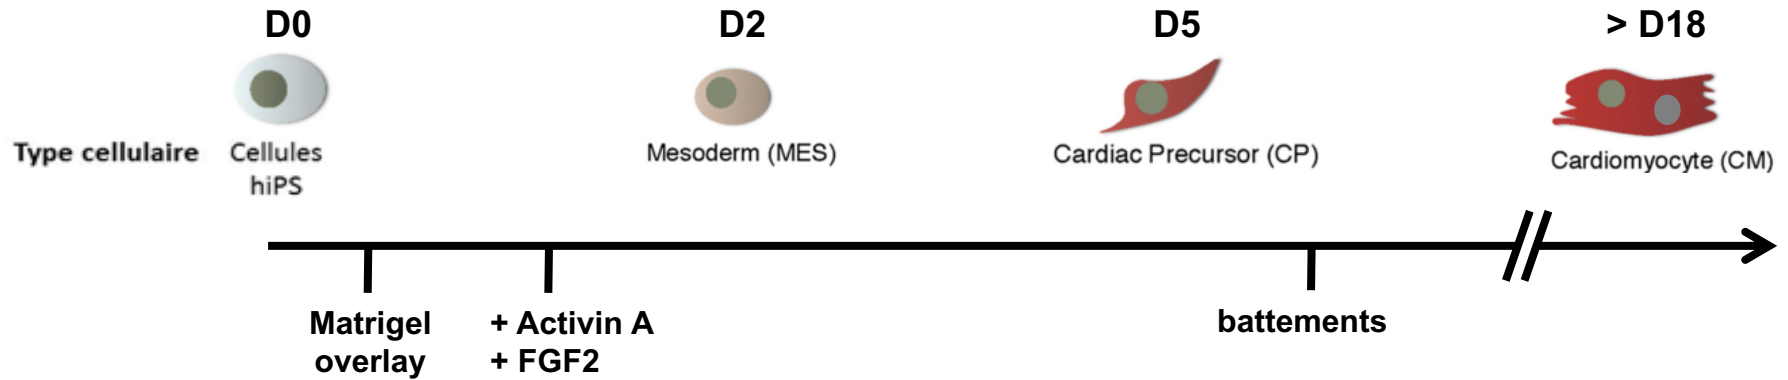 D0
D2
D5
> D18
Type cellulaire
Cellules
hiPS
Mesoderm (MES)
Cardiac Precursor (CP)
Cardiomyocyte (CM)
Matrigel
overlay
+ Activin A
+ FGF2
battements